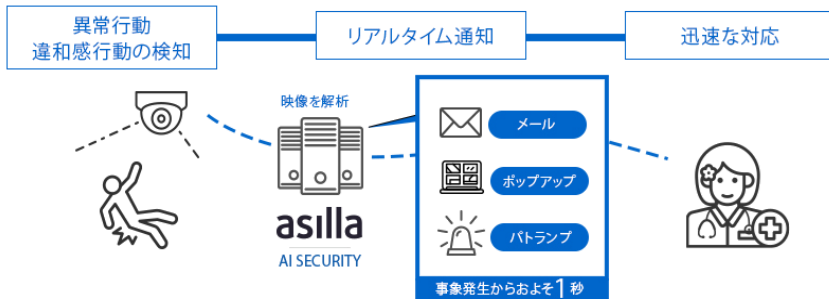 異常行動
違和感行動の検知
リアルタイム通知
迅速な対応
映像を解析
asilla
AI SECURITY
メール
ポップアップ
パトランプ
事象発生からおよそ1秒